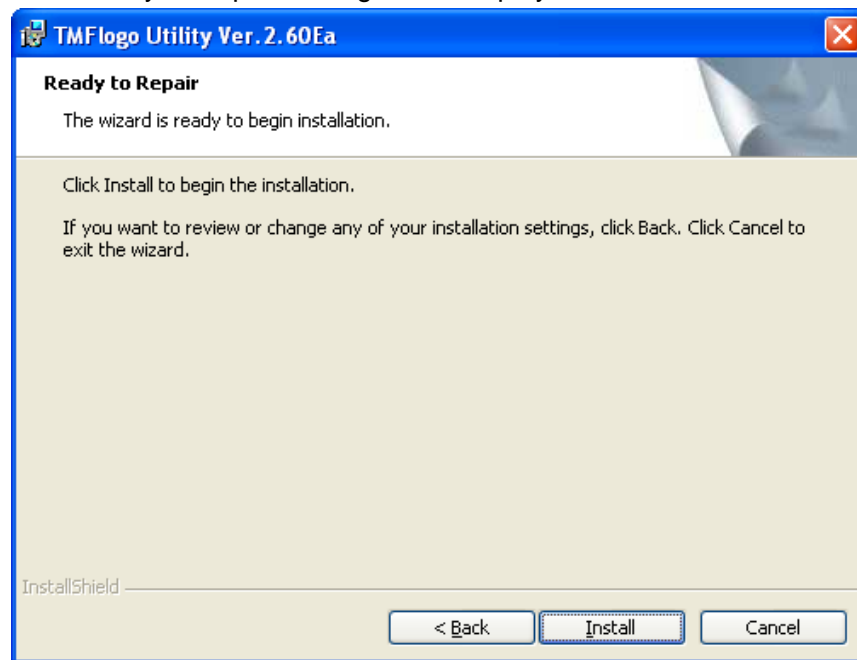 TMFlogo Utility Ver.2.60Ea
Ready to Repair
The wizard is ready to begin installation.
Click Install to begin the installation.
If you want to review or change any of your installation settings, click Back. Click Cancel to
exit the wizard.
InstallShield
< Back Install Cancel